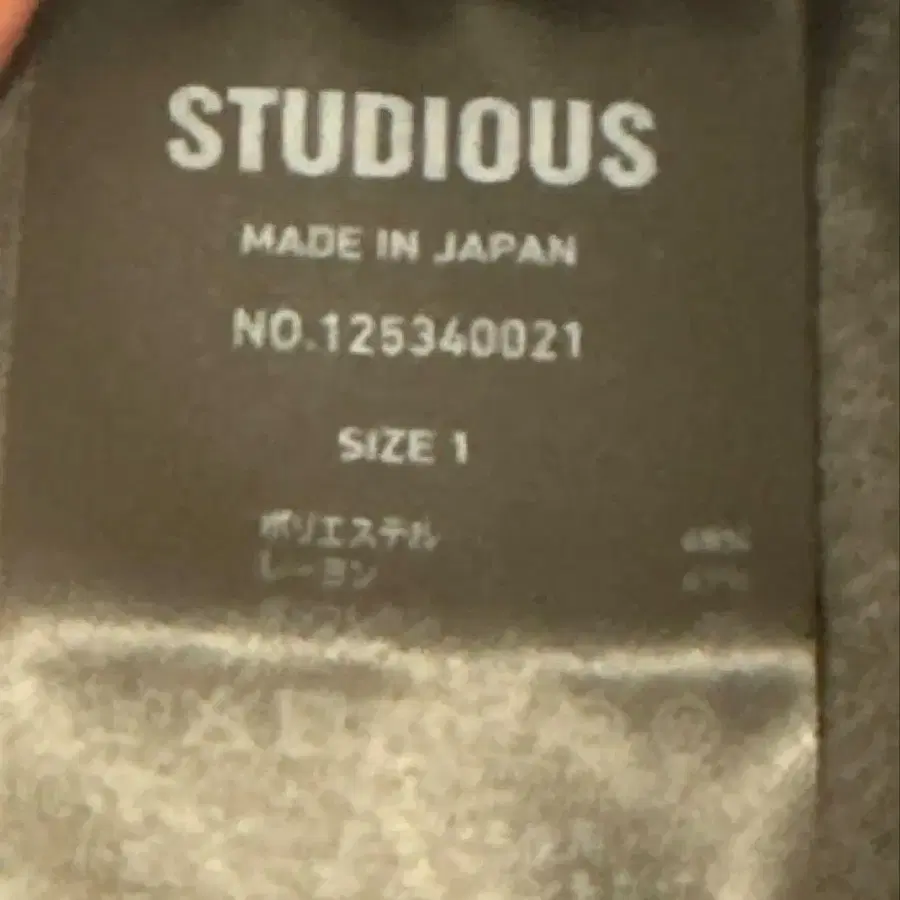 STUDIOUS
MADE IN JAPAN
NO.125340021
SIZE 1
ポリエステル
レーヨン